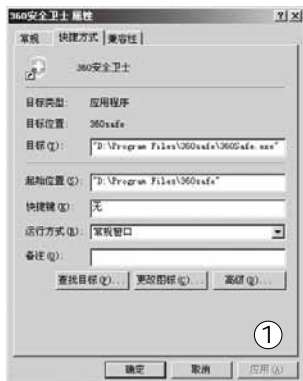 360安全卫士 属性
常规 快捷方式 兼容性
360安全卫士
目标类型: 应用程序
目标位置: 360safe
目标(T): "D:\Program Files\360safe\360Safe.exe"
起始位置(S): "D:\Program Files\360safe"
快捷键(K): 无
运行方式(R): 常规窗口
备注(O):
查找目标(F)... 更改图标(C)... 高级(D)...
①
确定 取消 应用(A)